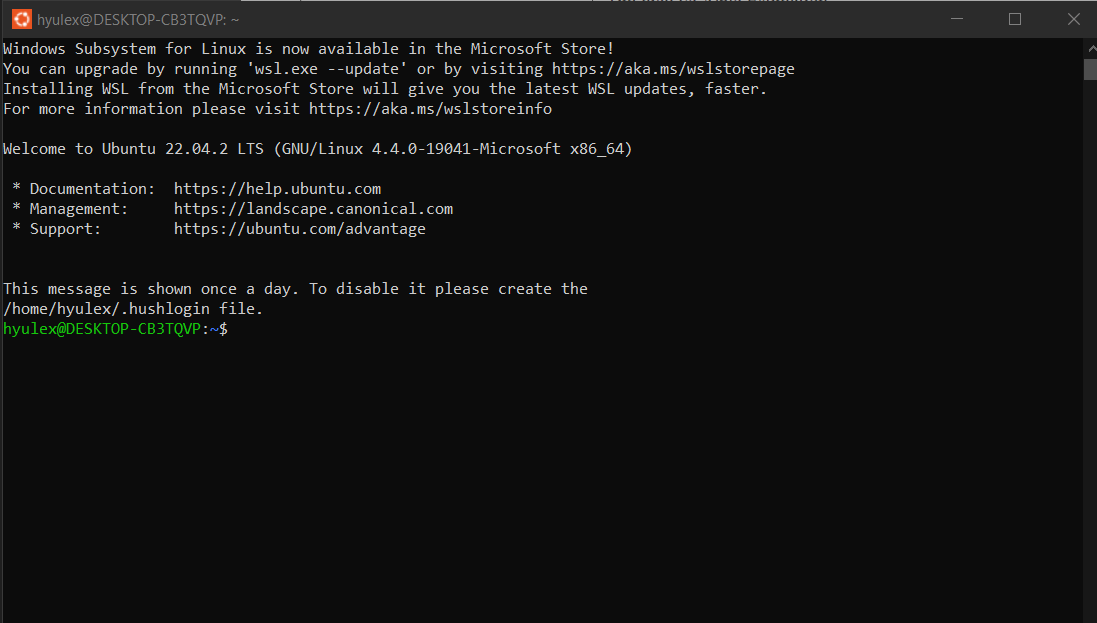 hyulex@DESKTOP-CB3TQVP: ~
Windows Subsystem for Linux is now available in the Microsoft Store!
You can upgrade by running 'wsl.exe --update' or by visiting https://aka.ms/wslstorepage
Installing WSL from the Microsoft Store will give you the latest WSL updates, faster.
For more information please visit https://aka.ms/wslstoreinfo
Welcome to Ubuntu 22.04.2 LTS (GNU/Linux 4.4.0-19041-Microsoft x86_64)
* Documentation:  https://help.ubuntu.com
* Management:     https://landscape.canonical.com
* Support:        https://ubuntu.com/advantage
This message is shown once a day. To disable it please create the
/home/hyulex/.hushlogin file.
hyulex@DESKTOP-CB3TQVP:~$